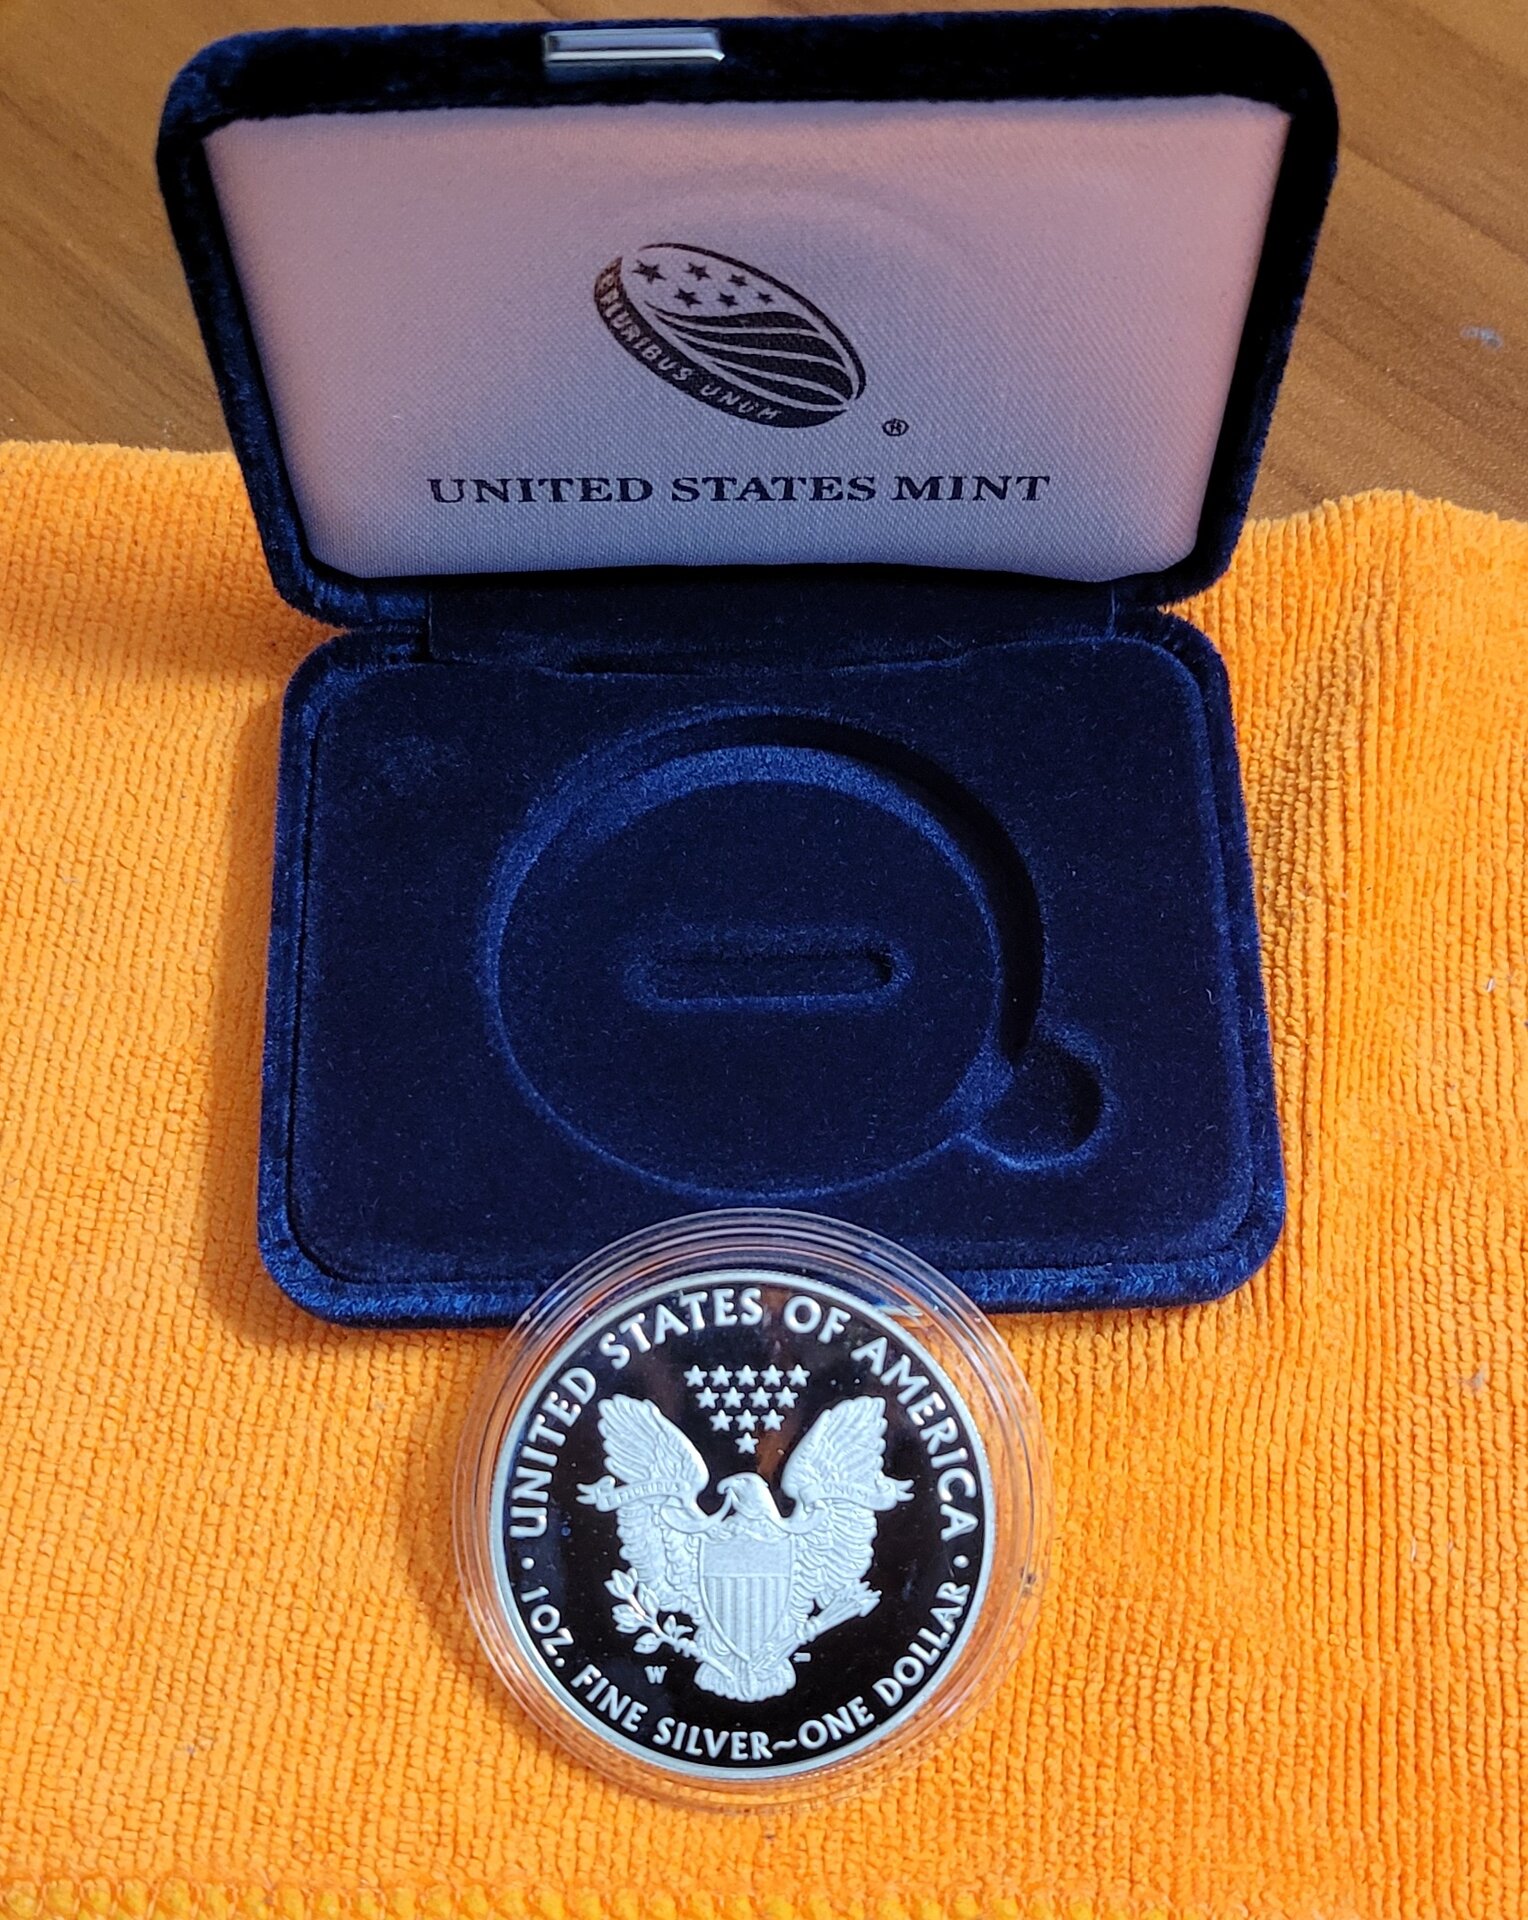 E PLURIBUS UNUM
®
UNITED STATES MINT
UNITED STATES OF AMERICA
E PLURIBUS UNUM
W
1 OZ. FINE SILVER~ONE DOLLAR